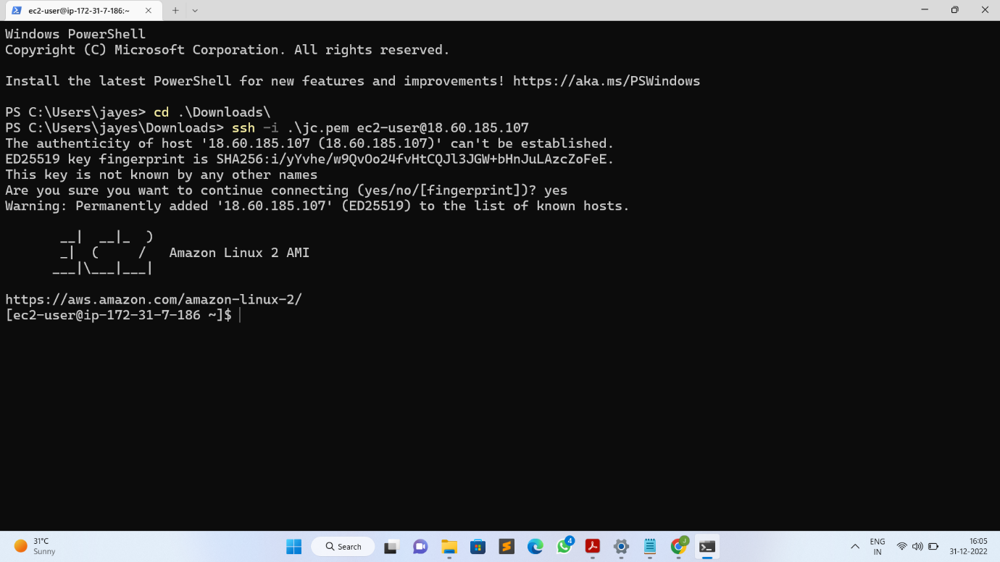 ec2-user@ip-172-31-7-186:~
Windows PowerShell
Copyright (C) Microsoft Corporation. All rights reserved.
Install the latest PowerShell for new features and improvements! https://aka.ms/PSWindows
PS C:\Users\jayes> cd .\Downloads\
PS C:\Users\jayes\Downloads> ssh -i .\jc.pem ec2-user@18.60.185.107
The authenticity of host '18.60.185.107 (18.60.185.107)' can't be established.
ED25519 key fingerprint is SHA256:i/yYvhe/w9QvOo24fvHtCQJl3JGW+bHnJuLAzcZoFeE.
This key is not known by any other names
Are you sure you want to continue connecting (yes/no/[fingerprint])? yes
Warning: Permanently added '18.60.185.107' (ED25519) to the list of known hosts.
       __|  __|_  )
       _|  (     /   Amazon Linux 2 AMI
      ___|\___|___|
https://aws.amazon.com/amazon-linux-2/
[ec2-user@ip-172-31-7-186 ~]$
31°C
Sunny
Search
4
J
ENG
IN
16:05
31-12-2022